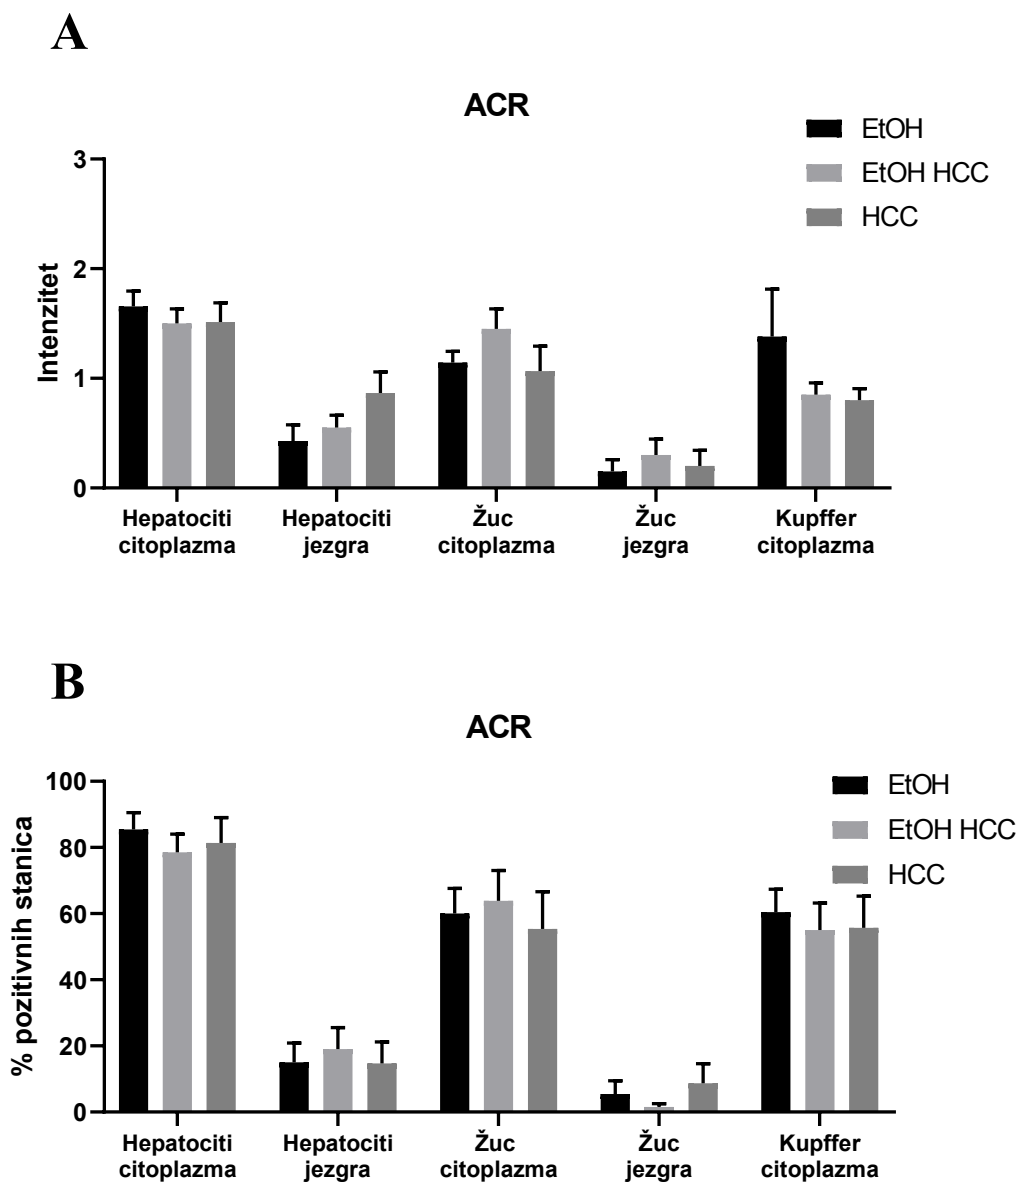 A
ACR
EtOH
EtOH HCC
HCC
Intenzitet
3
2
1
0
Hepatociti
citoplazma
Hepatociti
jezgra
Žuc
citoplazma
Žuc
jezgra
Kupffer
citoplazma
B
ACR
EtOH
EtOH HCC
HCC
% pozitivnih stanica
100
80
60
40
20
0
Hepatociti
citoplazma
Hepatociti
jezgra
Žuc
citoplazma
Žuc
jezgra
Kupffer
citoplazma